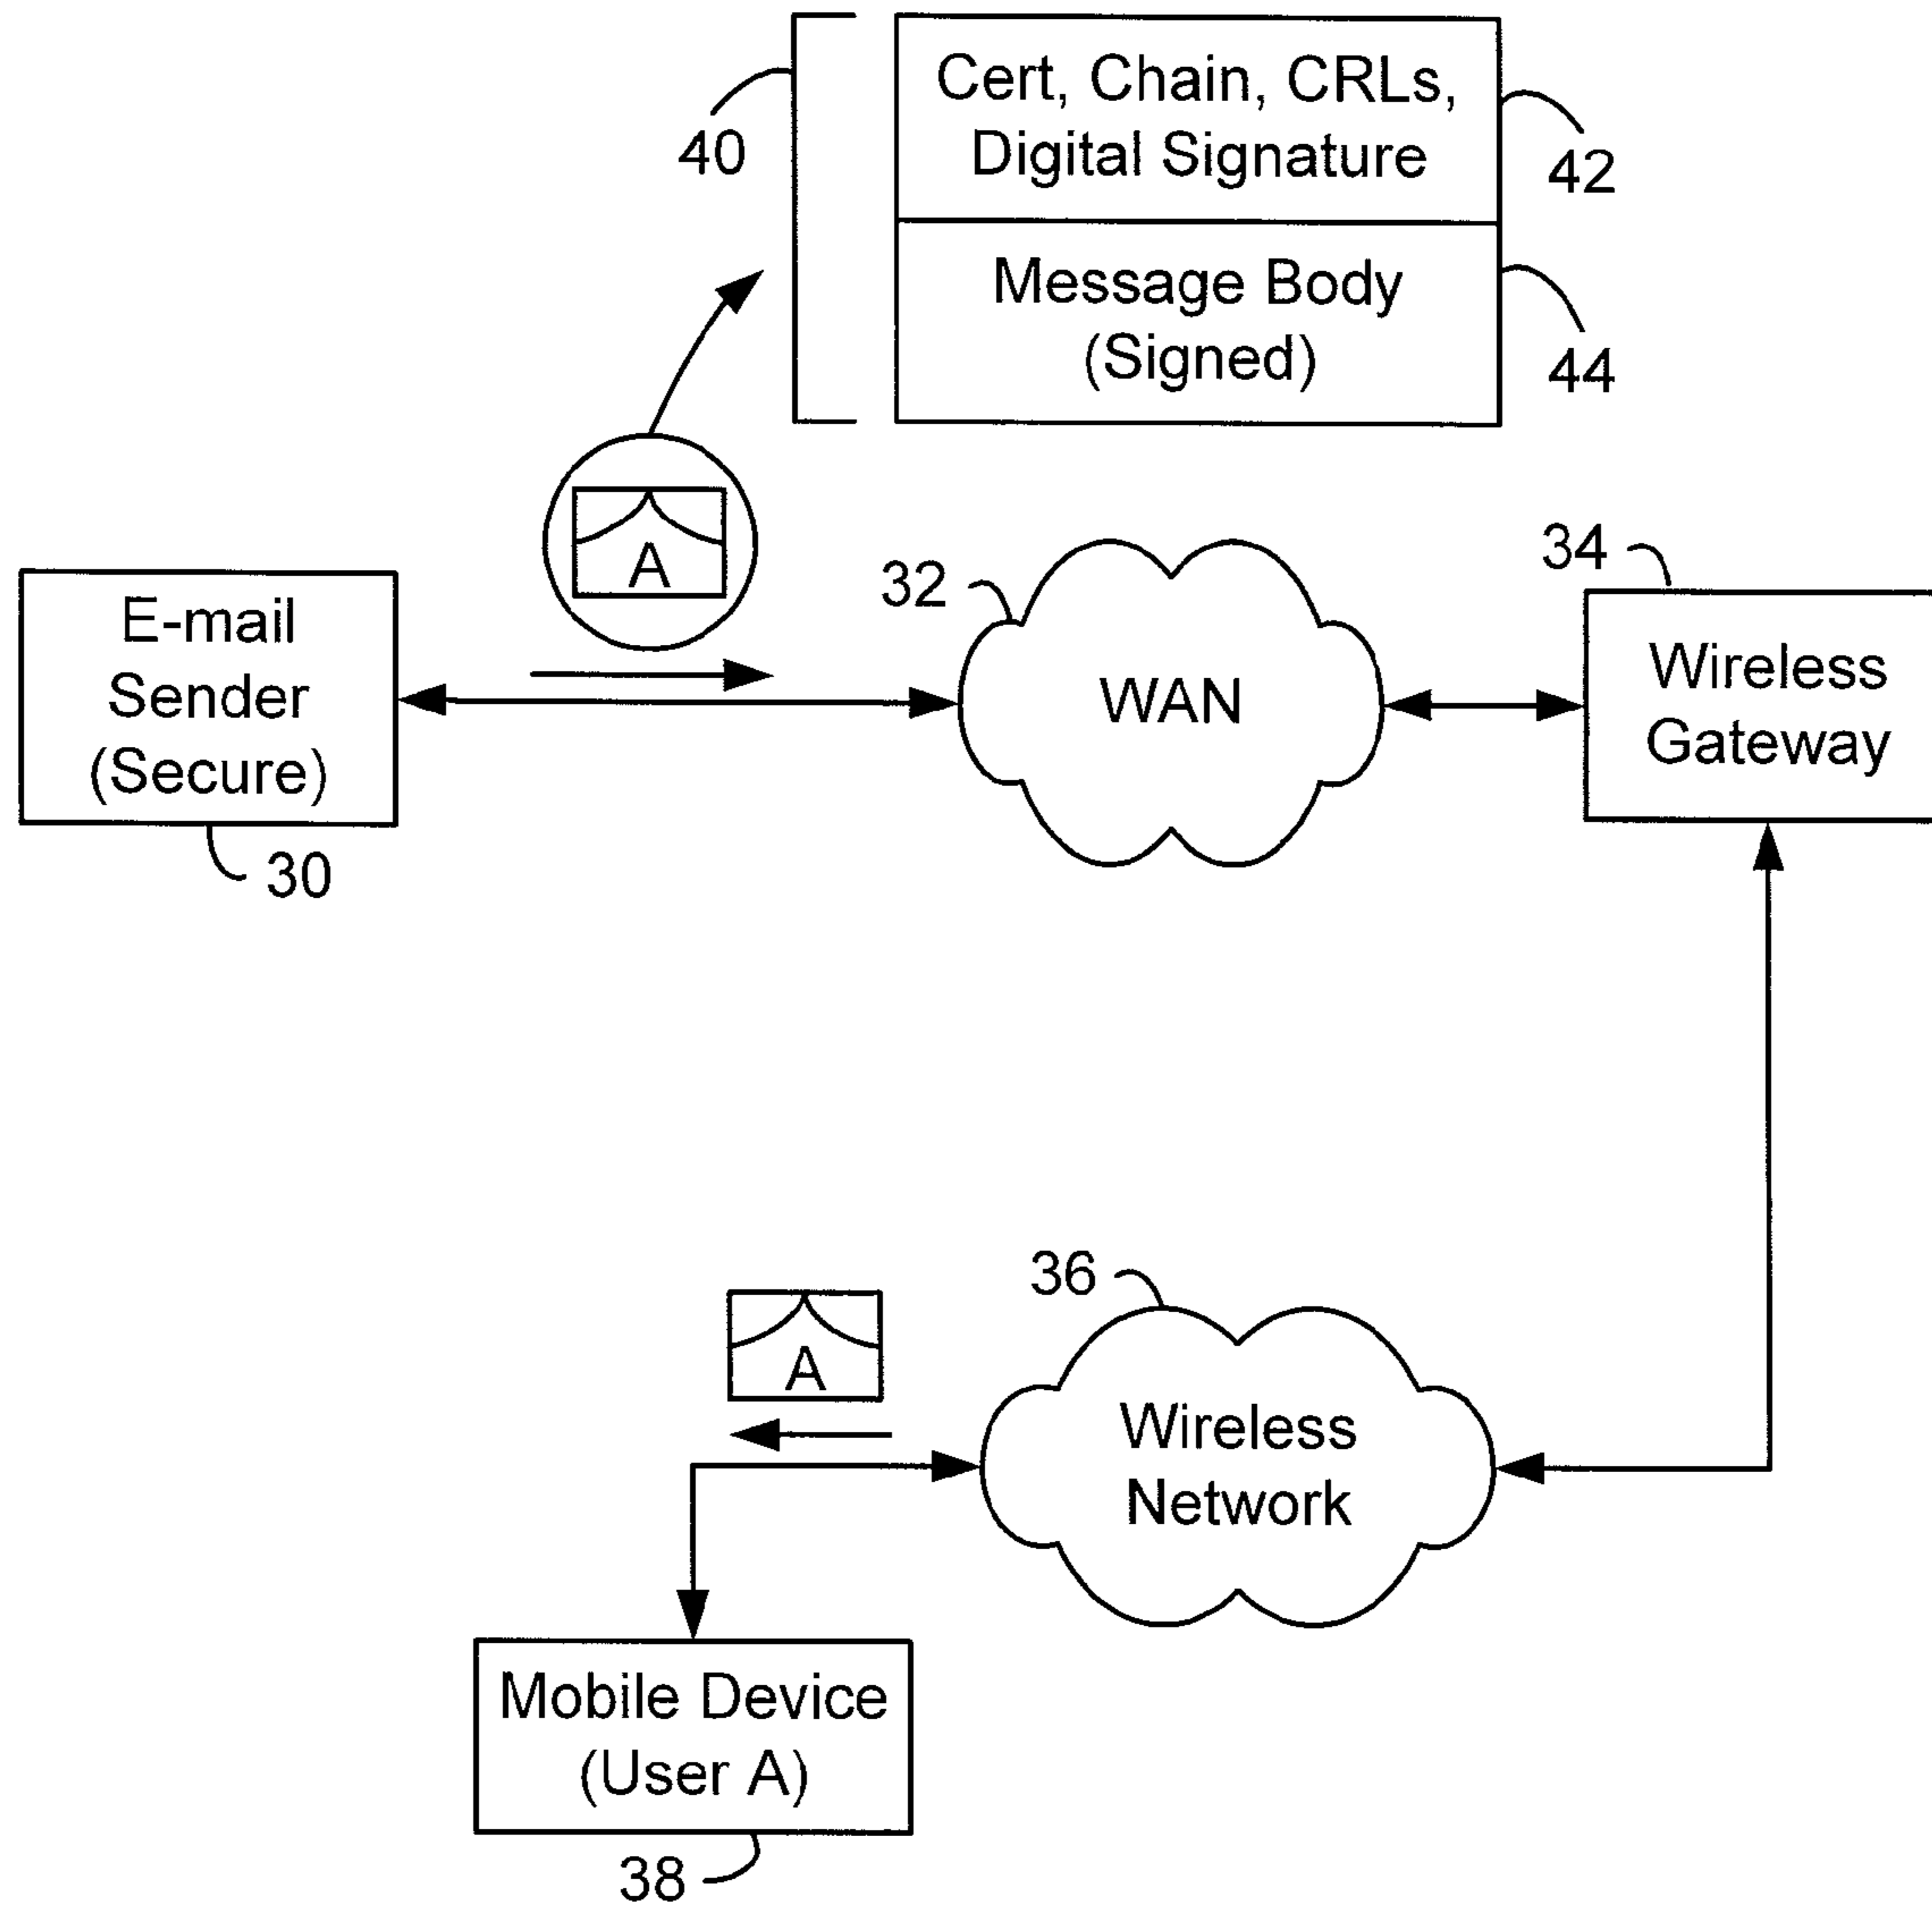 Cert, Chain, CRLs,
Digital Signature
40
42
Message Body
(Signed)
44
A
E-mail
Sender
(Secure)
30
32
WAN
34
Wireless
Gateway
36
A
Wireless
Network
Mobile Device
(User A)
38